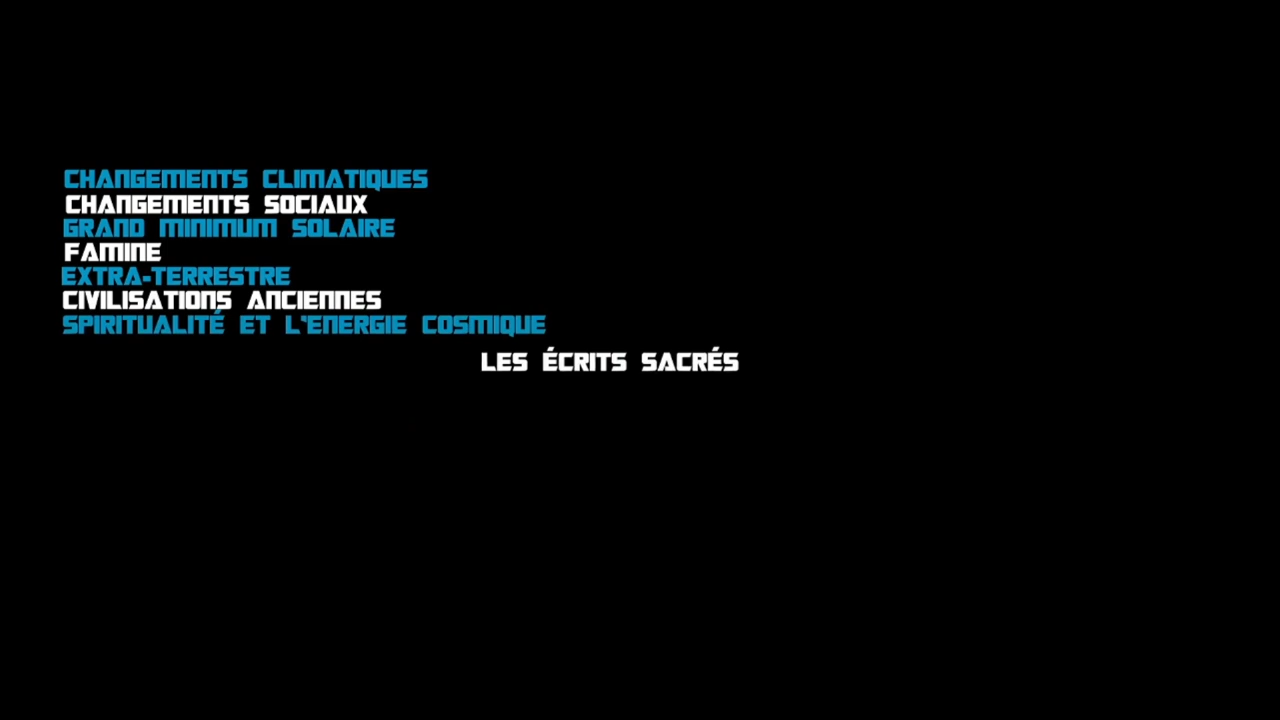 CHANGEMENTS CLIMATIQUES
CHANGEMENTS SOCIAUX
GRAND MINIMUM SOLAIRE
FAMINE
EXTRA-TERRESTRE
CIVILISATIONS ANCIENNES
SPIRITUALITÉ ET L'ENERGIE COSMIQUE
LES ÉCRITS SACRÉS